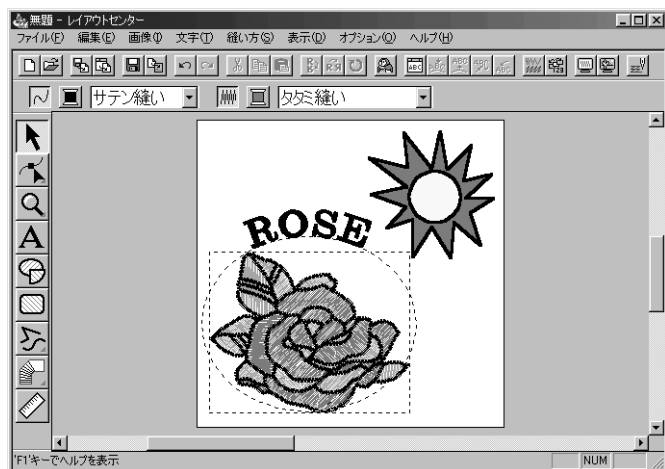 無題 - レイアウトセンター
ファイル(F) 編集(E) 画像(I) 文字(T) 縫い方(S) 表示(D) オプション(O) ヘルプ(H)
サテン縫い タタミ縫い
A
ROSE
'F1'キーでヘルプを表示 NUM